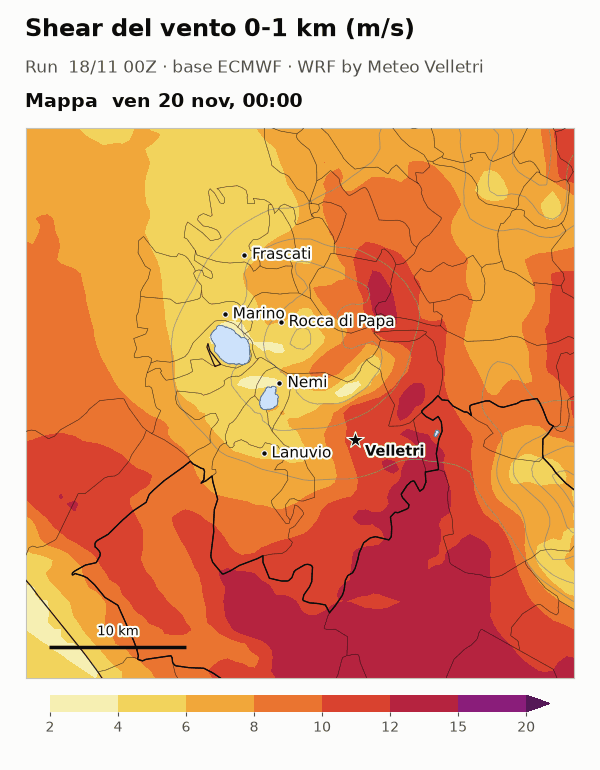 Shear del vento 0-1 km (m/s)
Run  18/11 00Z · base ECMWF · WRF by Meteo Velletri
Mappa  ven 20 nov, 00:00
Frascati
Marino
Rocca di Papa
Nemi
Velletri
Lanuvio
10 km
2 4 6 8 10 12 15 20